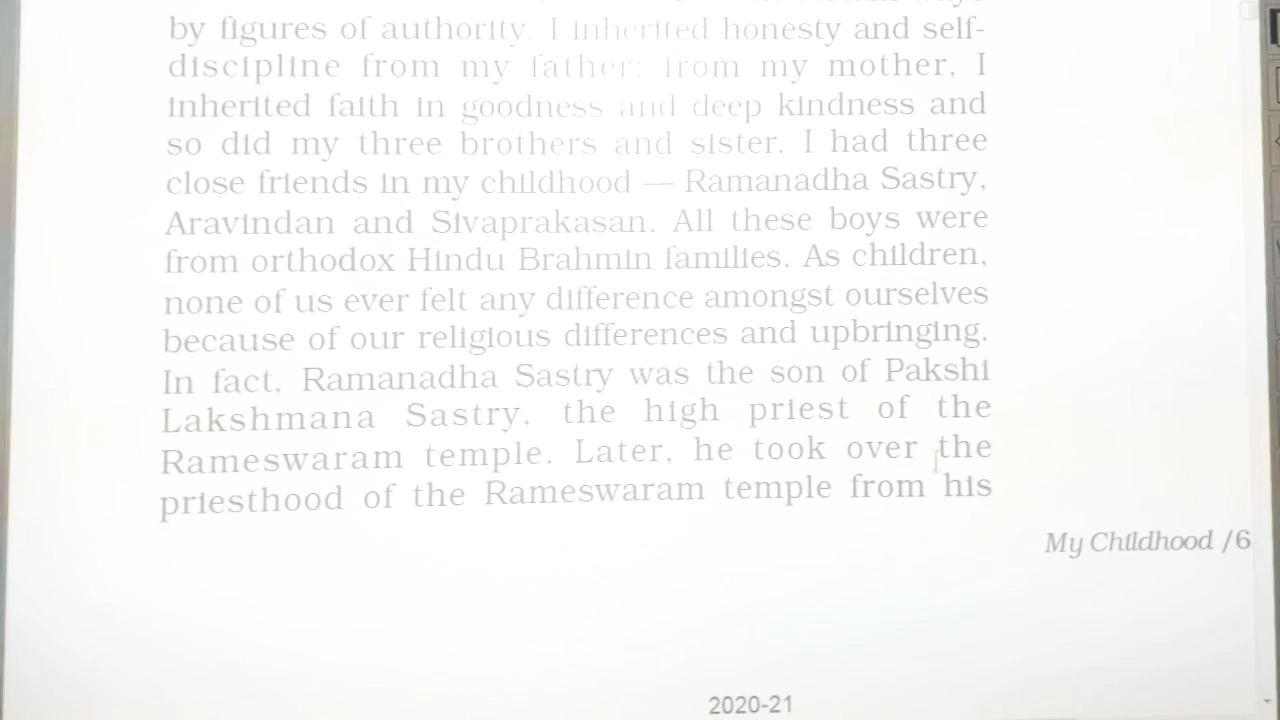 by figures of authority. I inherited honesty and self-
discipline from my father; from my mother, I
inherited faith in goodness and deep kindness and
so did my three brothers and sister. I had three
close friends in my childhood — Ramanadha Sastry,
Aravindan and Sivaprakasan. All these boys were
from orthodox Hindu Brahmin families. As children,
none of us ever felt any difference amongst ourselves
because of our religious differences and upbringing.
In fact, Ramanadha Sastry was the son of Pakshi
Lakshmana Sastry, the high priest of the
Rameswaram temple. Later, he took over the
priesthood of the Rameswaram temple from his
My Childhood /6
2020-21